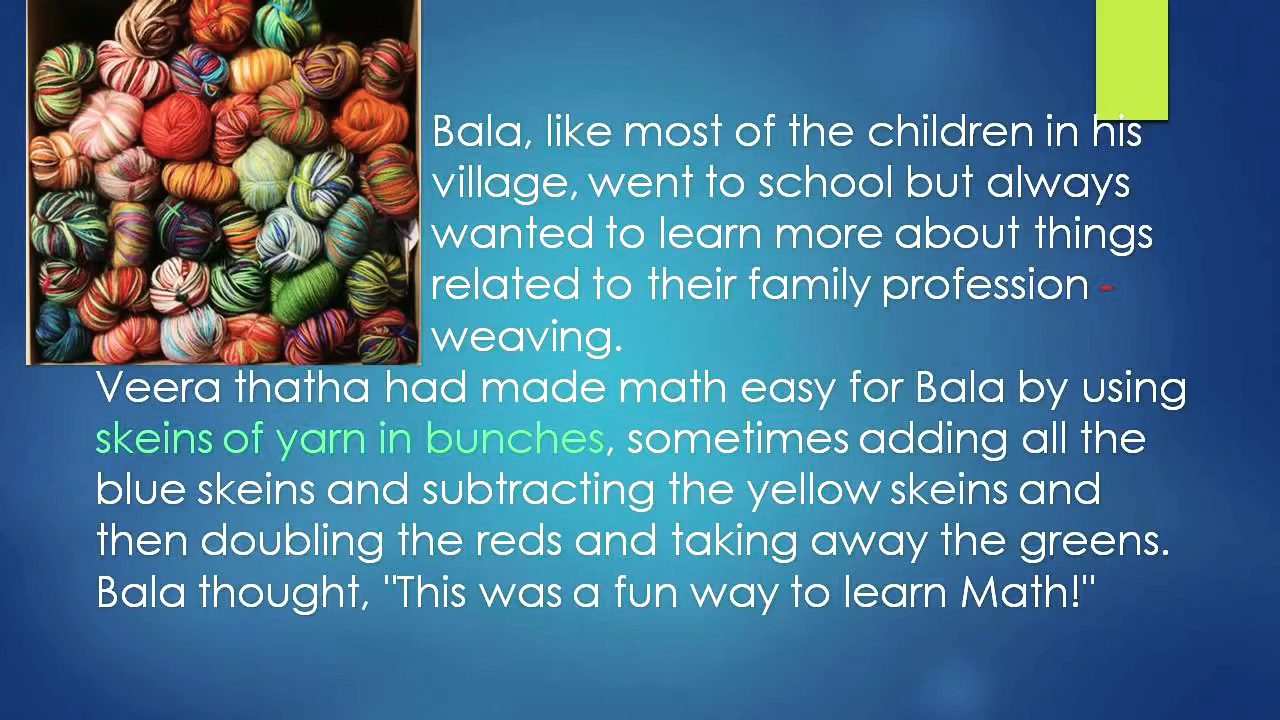 Bala, like most of the children in his
village, went to school but always
wanted to learn more about things
related to their family profession -
weaving.
Veera thatha had made math easy for Bala by using
skeins of yarn in bunches, sometimes adding all the
blue skeins and subtracting the yellow skeins and
then doubling the reds and taking away the greens.
Bala thought, "This was a fun way to learn Math!"